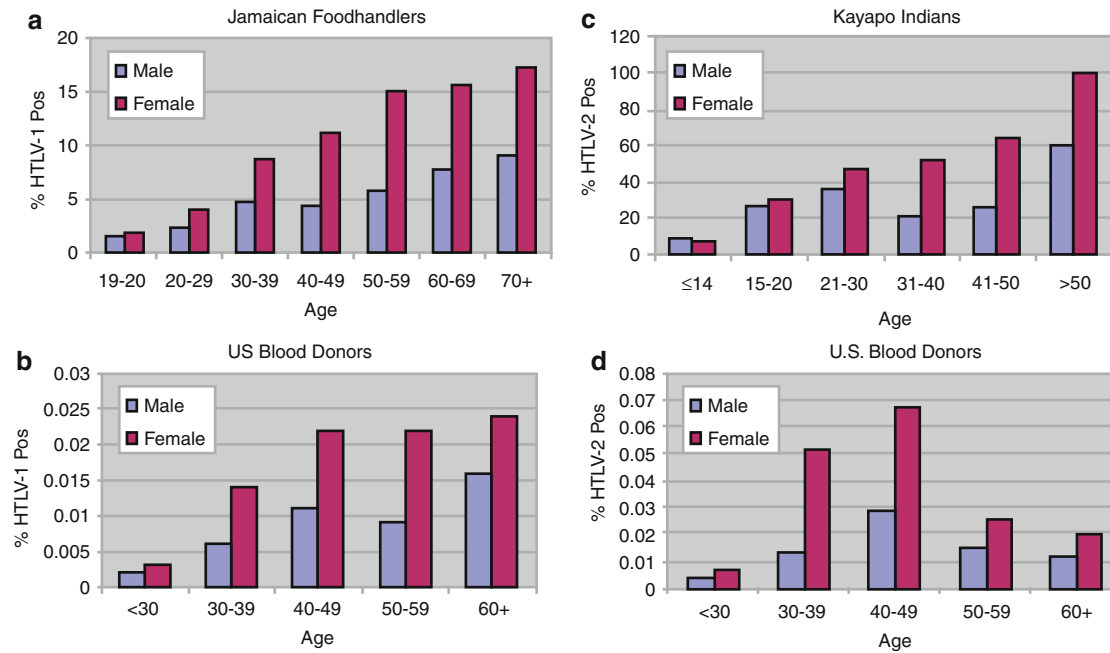 a
Jamaican Foodhandlers
% HTLV-1 Pos
20
15
10
5
0
Male
Female
19-20 20-29 30-39 40-49 50-59 60-69 70+
Age
c
Kayapo Indians
% HTLV-2 Pos
120
100
80
60
40
20
0
Male
Female
≤14 15-20 21-30 31-40 41-50 >50
Age
b
US Blood Donors
% HTLV-1 Pos
0.03
0.025
0.02
0.015
0.01
0.005
0
Male
Female
<30 30-39 40-49 50-59 60+
Age
d
U.S. Blood Donors
% HTLV-2 Pos
0.08
0.07
0.06
0.05
0.04
0.03
0.02
0.01
0
Male
Female
<30 30-39 40-49 50-59 60+
Age